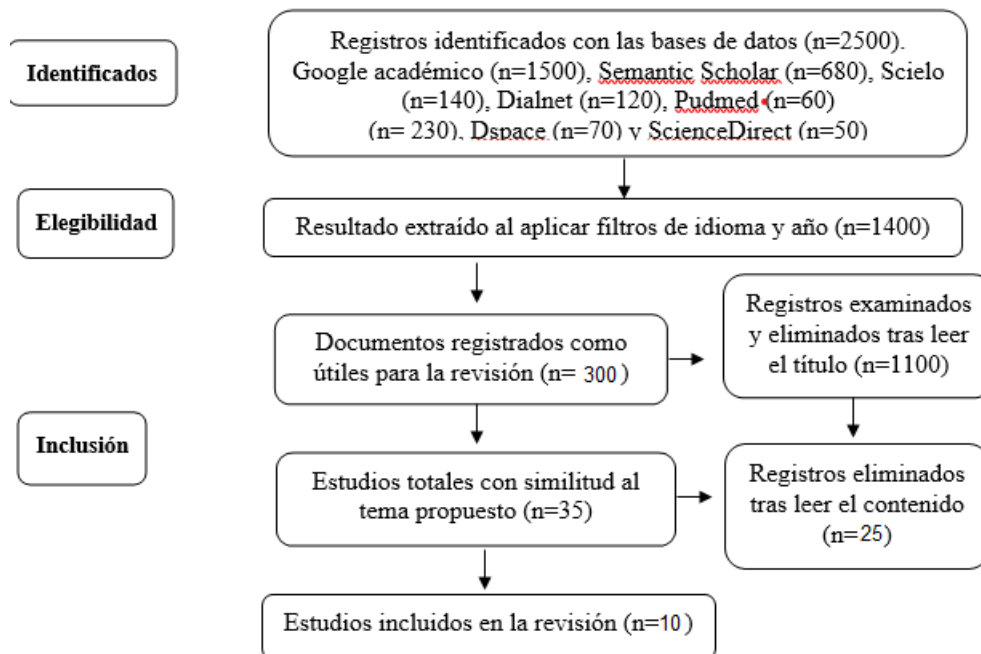 Identificados
Registros identificados con las bases de datos (n=2500).
Google académico (n=1500), Semantic Scholar (n=680), Scielo
(n=140), Dialnet (n=120), Pudmed (n=60)
(n= 230), Dspace (n=70) y ScienceDirect (n=50)
Elegibilidad
Resultado extraído al aplicar filtros de idioma y año (n=1400)
Documentos registrados como
útiles para la revisión (n= 300 )
Registros examinados
y eliminados tras leer
el título (n=1100)
Inclusión
Estudios totales con similitud al
tema propuesto (n=35)
Registros eliminados
tras leer el contenido
(n=25)
Estudios incluidos en la revisión (n=10 )